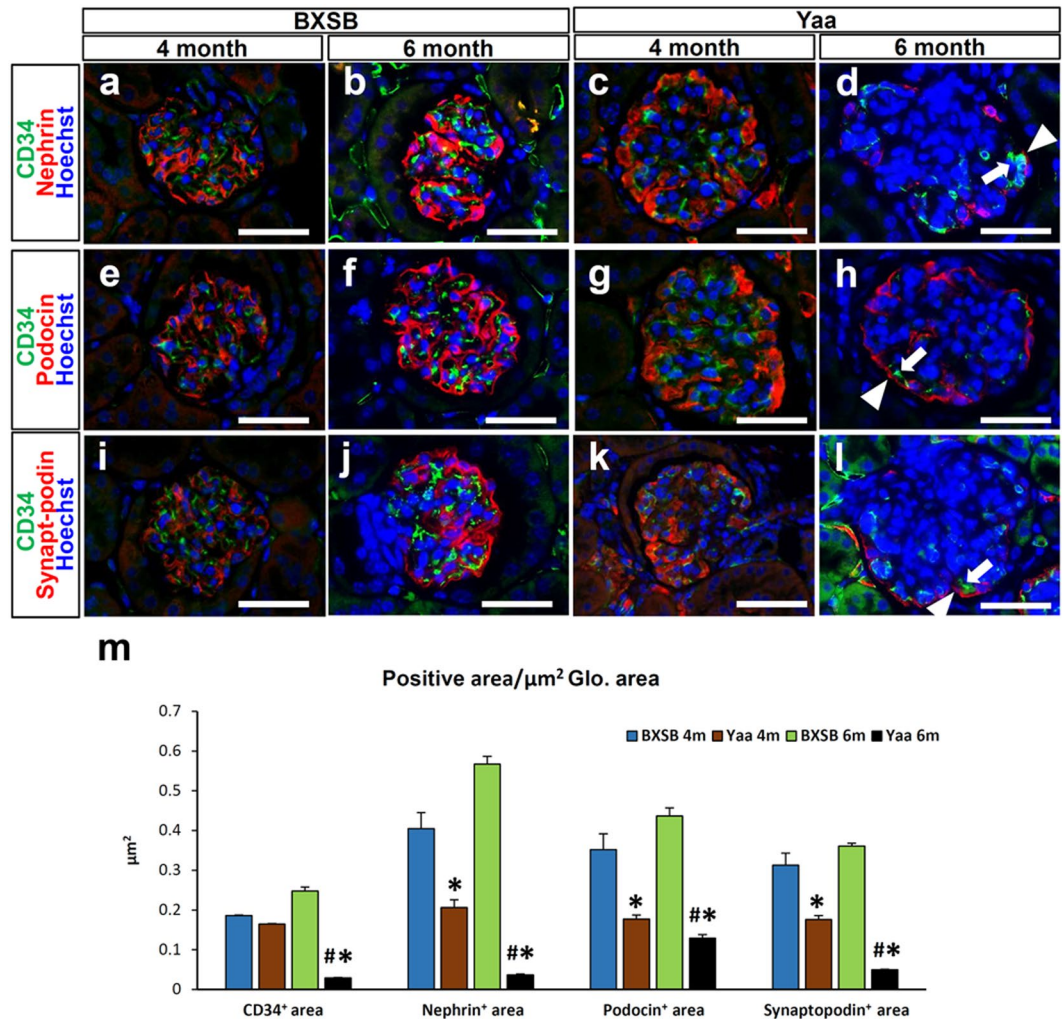 BXSB Yaa
4 month 6 month 4 month 6 month
CD34
Nephrin
Hoechst
a b c d
CD34
Podocin
Hoechst
e f g h
CD34
Synapt-podin
Hoechst
i j k l
m
Positive area/µm² Glo. area
BXSB 4m Yaa 4m BXSB 6m Yaa 6m
µm²
0.7
0.6
0.5
0.4
0.3
0.2
0.1
0
#* * #* * #* * #*
CD34⁺ area Nephrin⁺ area Podocin⁺ area Synaptopodin⁺ area